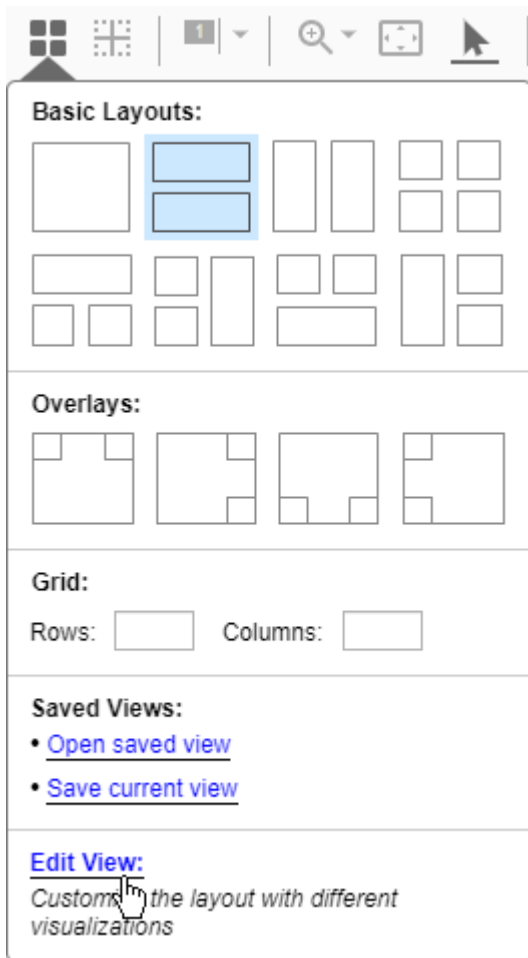 1
Basic Layouts:
Overlays:
Grid:
Rows: Columns:
Saved Views:
• Open saved view
• Save current view
Edit View:
the layout with different
visualizations